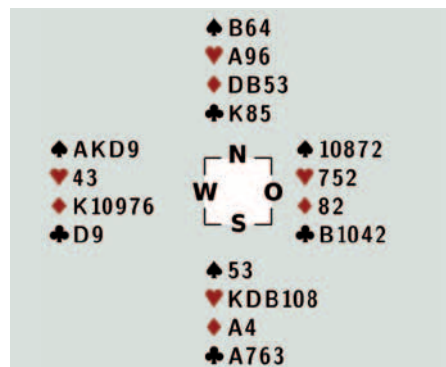 ♠ B64
♥ A96
♦ DB53
♣ K85
♠ AKD9
♥ 43
♦ K10976
♣ D9
N
W O
S
♠ 10872
♥ 752
♦ 82
♣ B1042
♠ 53
♥ KDB108
♦ A4
♣ A763